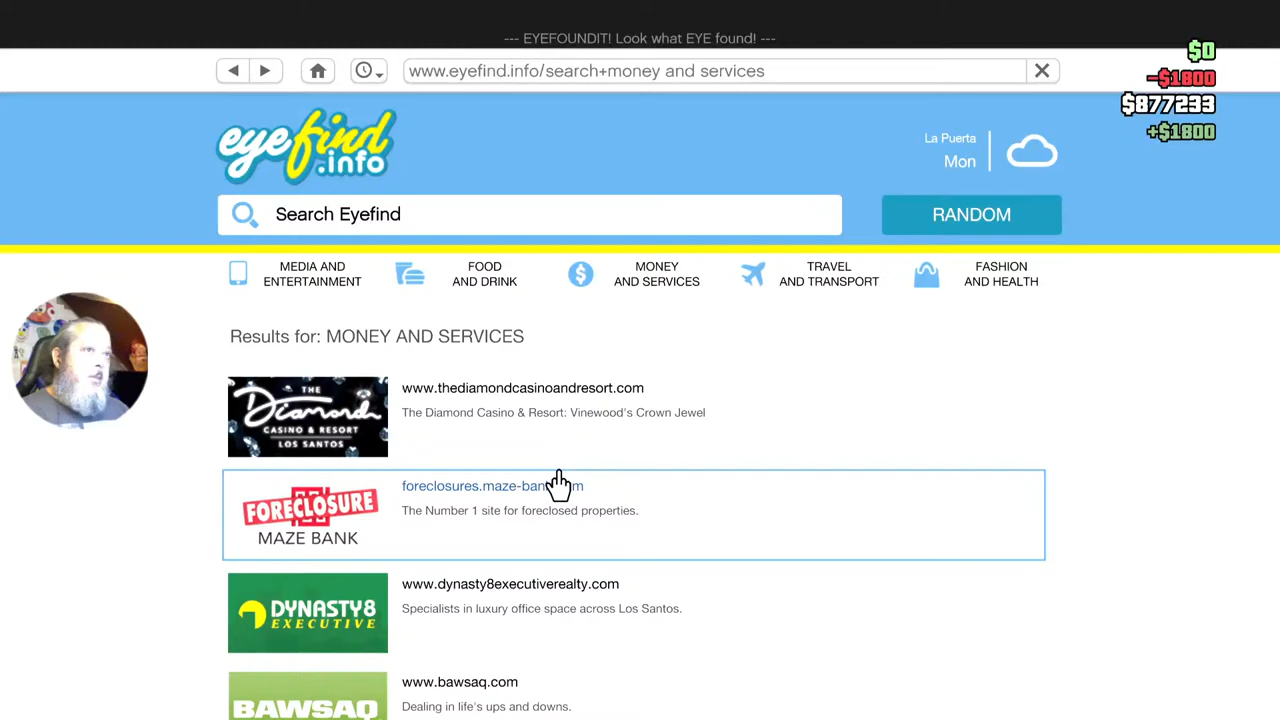 --- EYEFOUNDIT! Look what EYE found! ---
$0
-$1800
$877233
+$1800
www.eyefind.info/search+money and services
eyefind
.info
La Puerta
Mon
Search Eyefind
RANDOM
MEDIA AND
ENTERTAINMENT
FOOD
AND DRINK
MONEY
AND SERVICES
TRAVEL
AND TRANSPORT
FASHION
AND HEALTH
Results for: MONEY AND SERVICES
THE
Diamond
CASINO & RESORT
LOS SANTOS
www.thediamondcasinoandresort.com
The Diamond Casino & Resort: Vinewood's Crown Jewel
FORECLOSURE
MAZE BANK
foreclosures.maze-ban m
The Number 1 site for foreclosed properties.
DYNASTY8
EXECUTIVE
www.dynasty8executiverealty.com
Specialists in luxury office space across Los Santos.
BAWSAQ
www.bawsaq.com
Dealing in life's ups and downs.